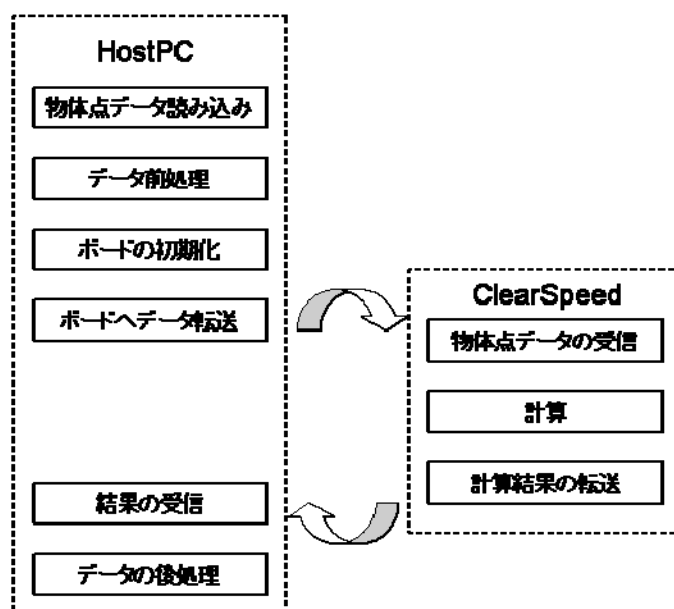 HostPC
物体点データ読み込み
データ前処理
ボードの初期化
ボードへデータ転送
結果の受信
データの後処理
ClearSpeed
物体点データの受信
計算
計算結果の転送